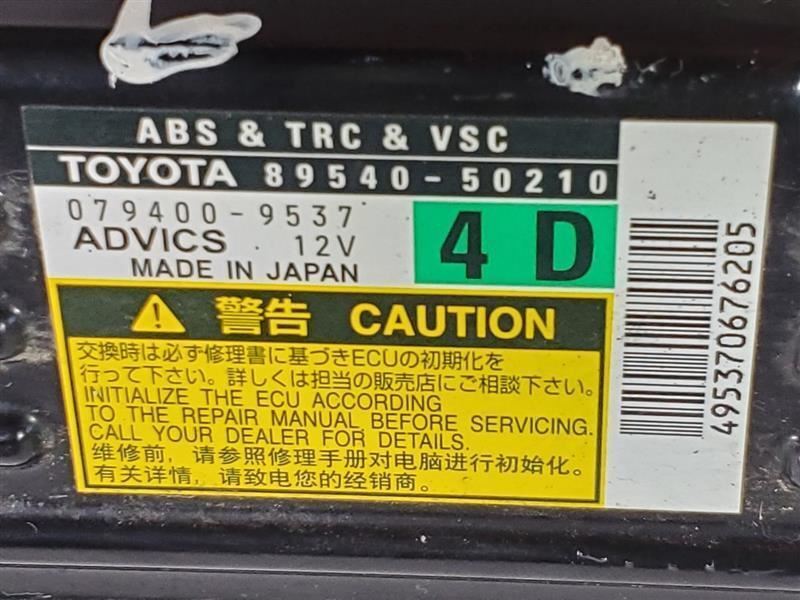 ABS & TRC & VSC
TOYOTA 89540-50210
079400-9537
ADVICS 12V
MADE IN JAPAN
4D
警告 CAUTION
交換時は必ず修理書に基づきECUの初期化を
行って下さい。詳しくは担当の販売店にご相談下さい。
INITIALIZE THE ECU ACCORDING
TO THE REPAIR MANUAL BEFORE SERVICING.
CALL YOUR DEALER FOR DETAILS.
维修前，请参照修理手册对电脑进行初始化。
有关详情，请致电您的经销商。
495370676205